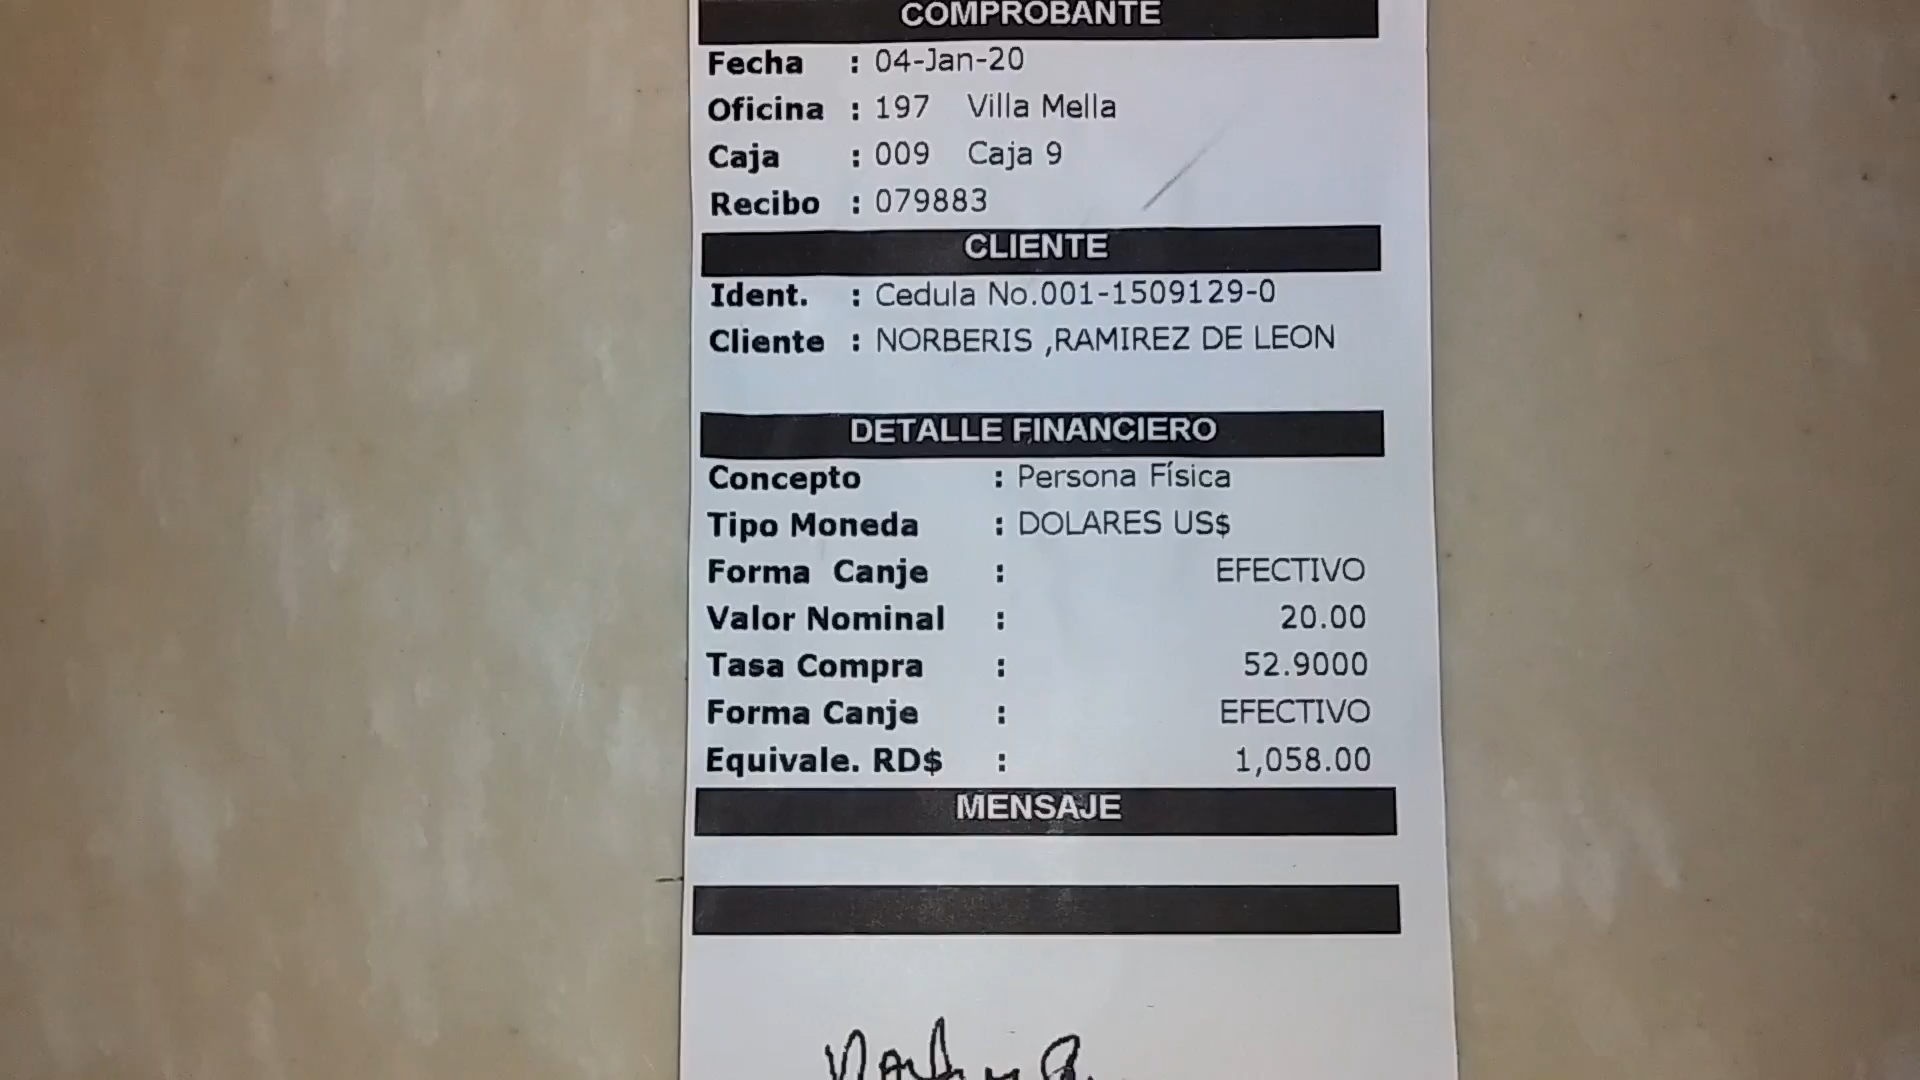 COMPROBANTE
Fecha : 04-Jan-20
Oficina : 197 Villa Mella
Caja : 009 Caja 9
Recibo : 079883
CLIENTE
Ident. : Cedula No.001-1509129-0
Cliente : NORBERIS ,RAMIREZ DE LEON
DETALLE FINANCIERO
Concepto : Persona Física
Tipo Moneda : DOLARES US$
Forma Canje : EFECTIVO
Valor Nominal : 20.00
Tasa Compra : 52.9000
Forma Canje : EFECTIVO
Equivale. RD$ : 1,058.00
MENSAJE